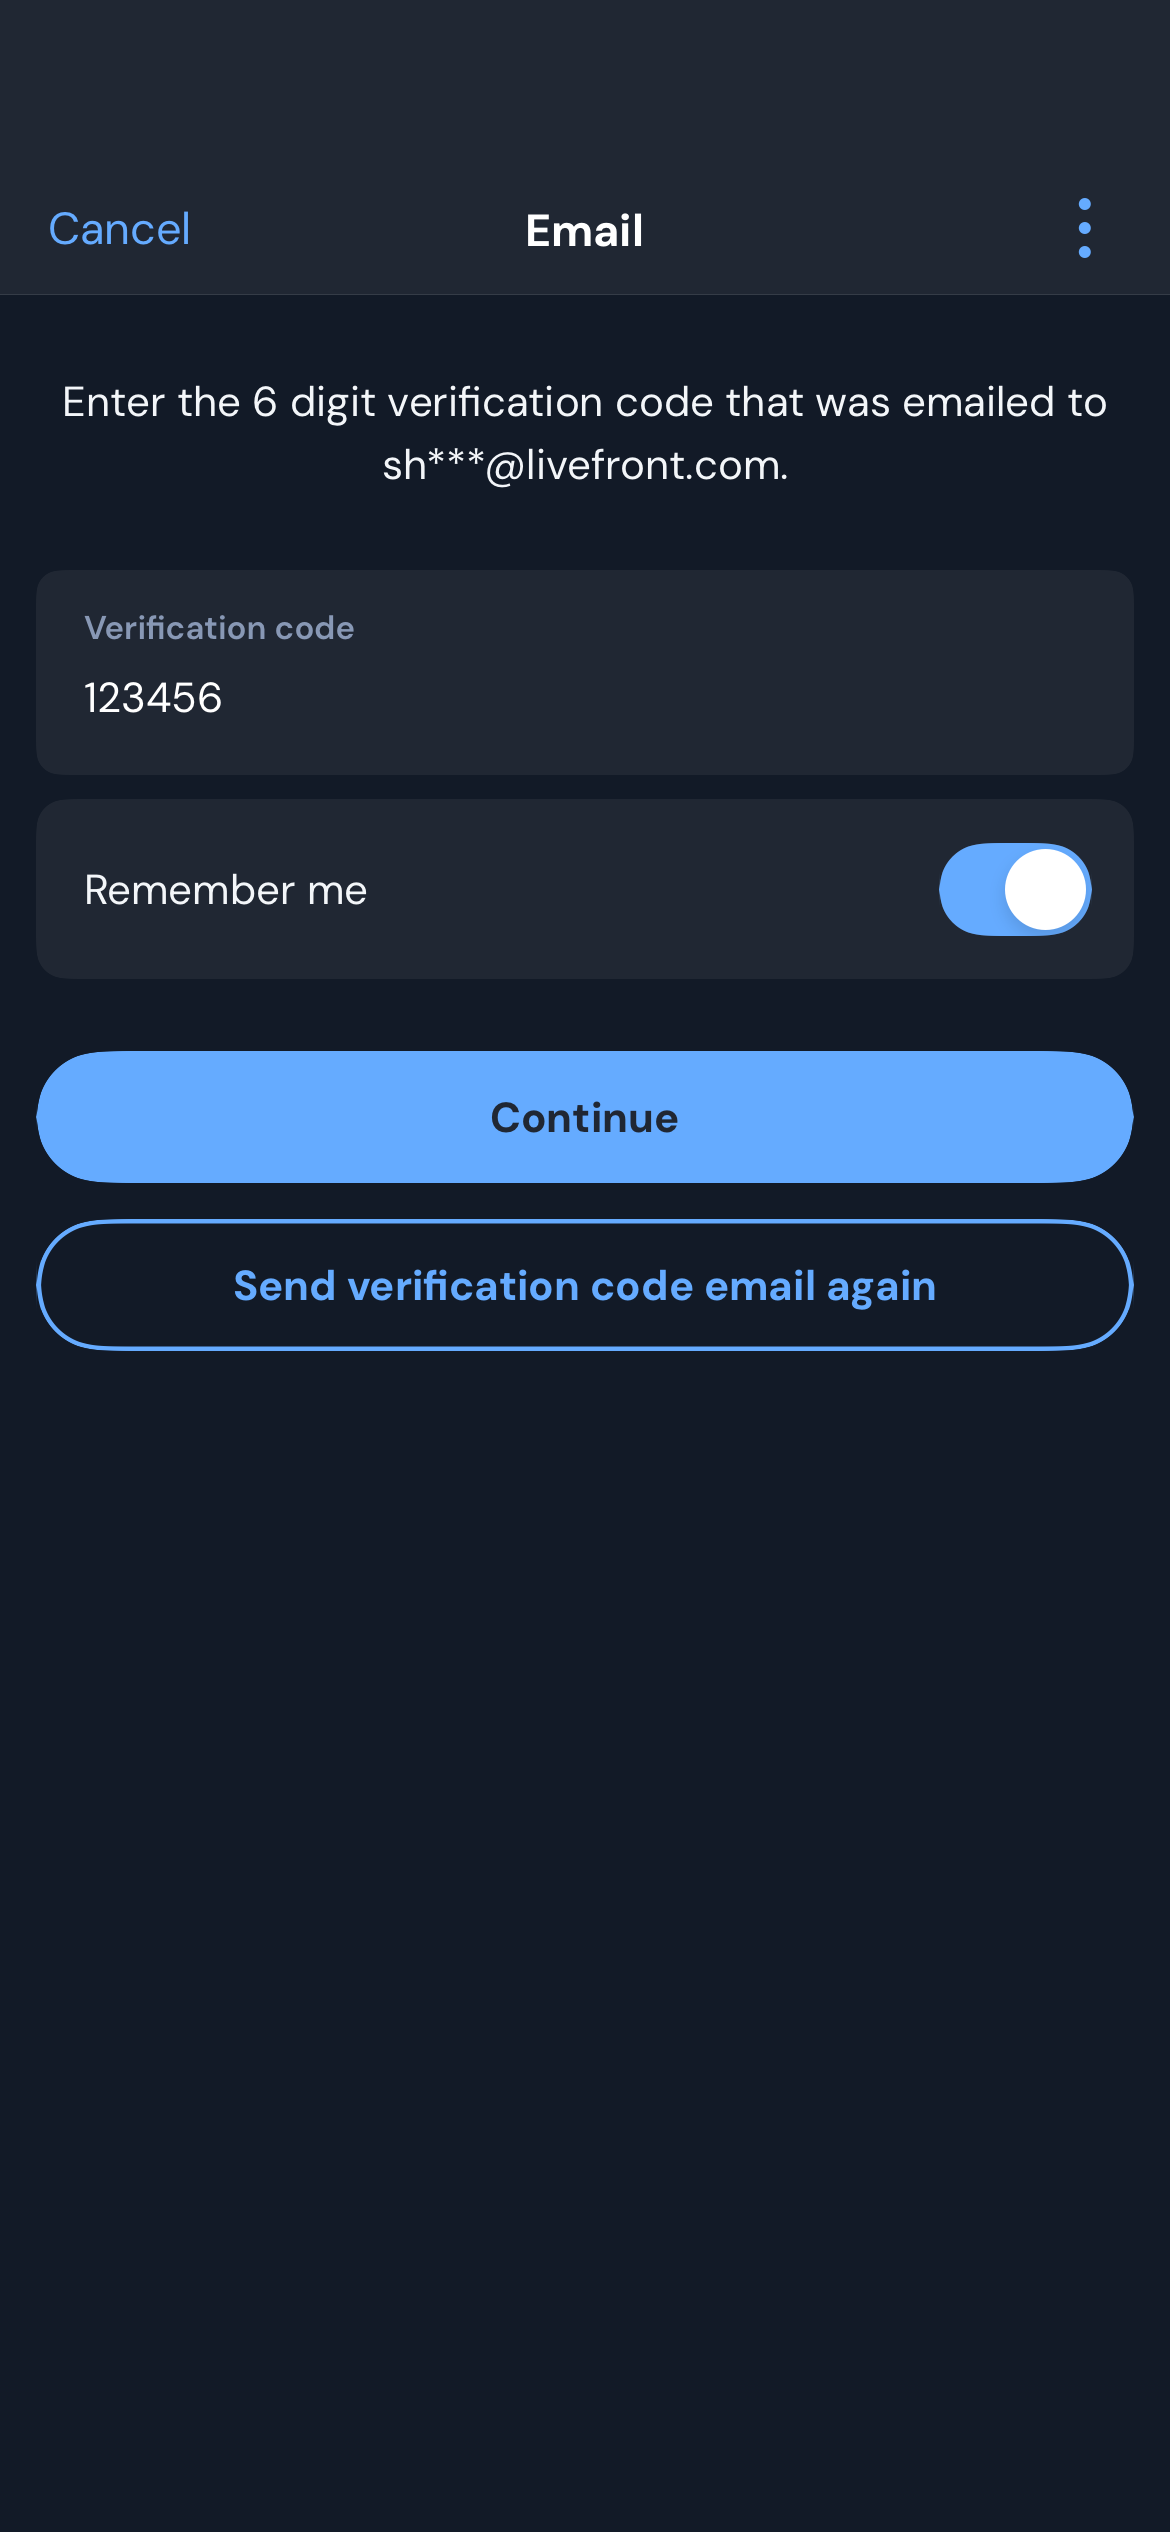 Cancel
Email
Enter the 6 digit verification code that was emailed to
sh***@livefront.com.
Verification code
123456
Remember me
Continue
Send verification code email again